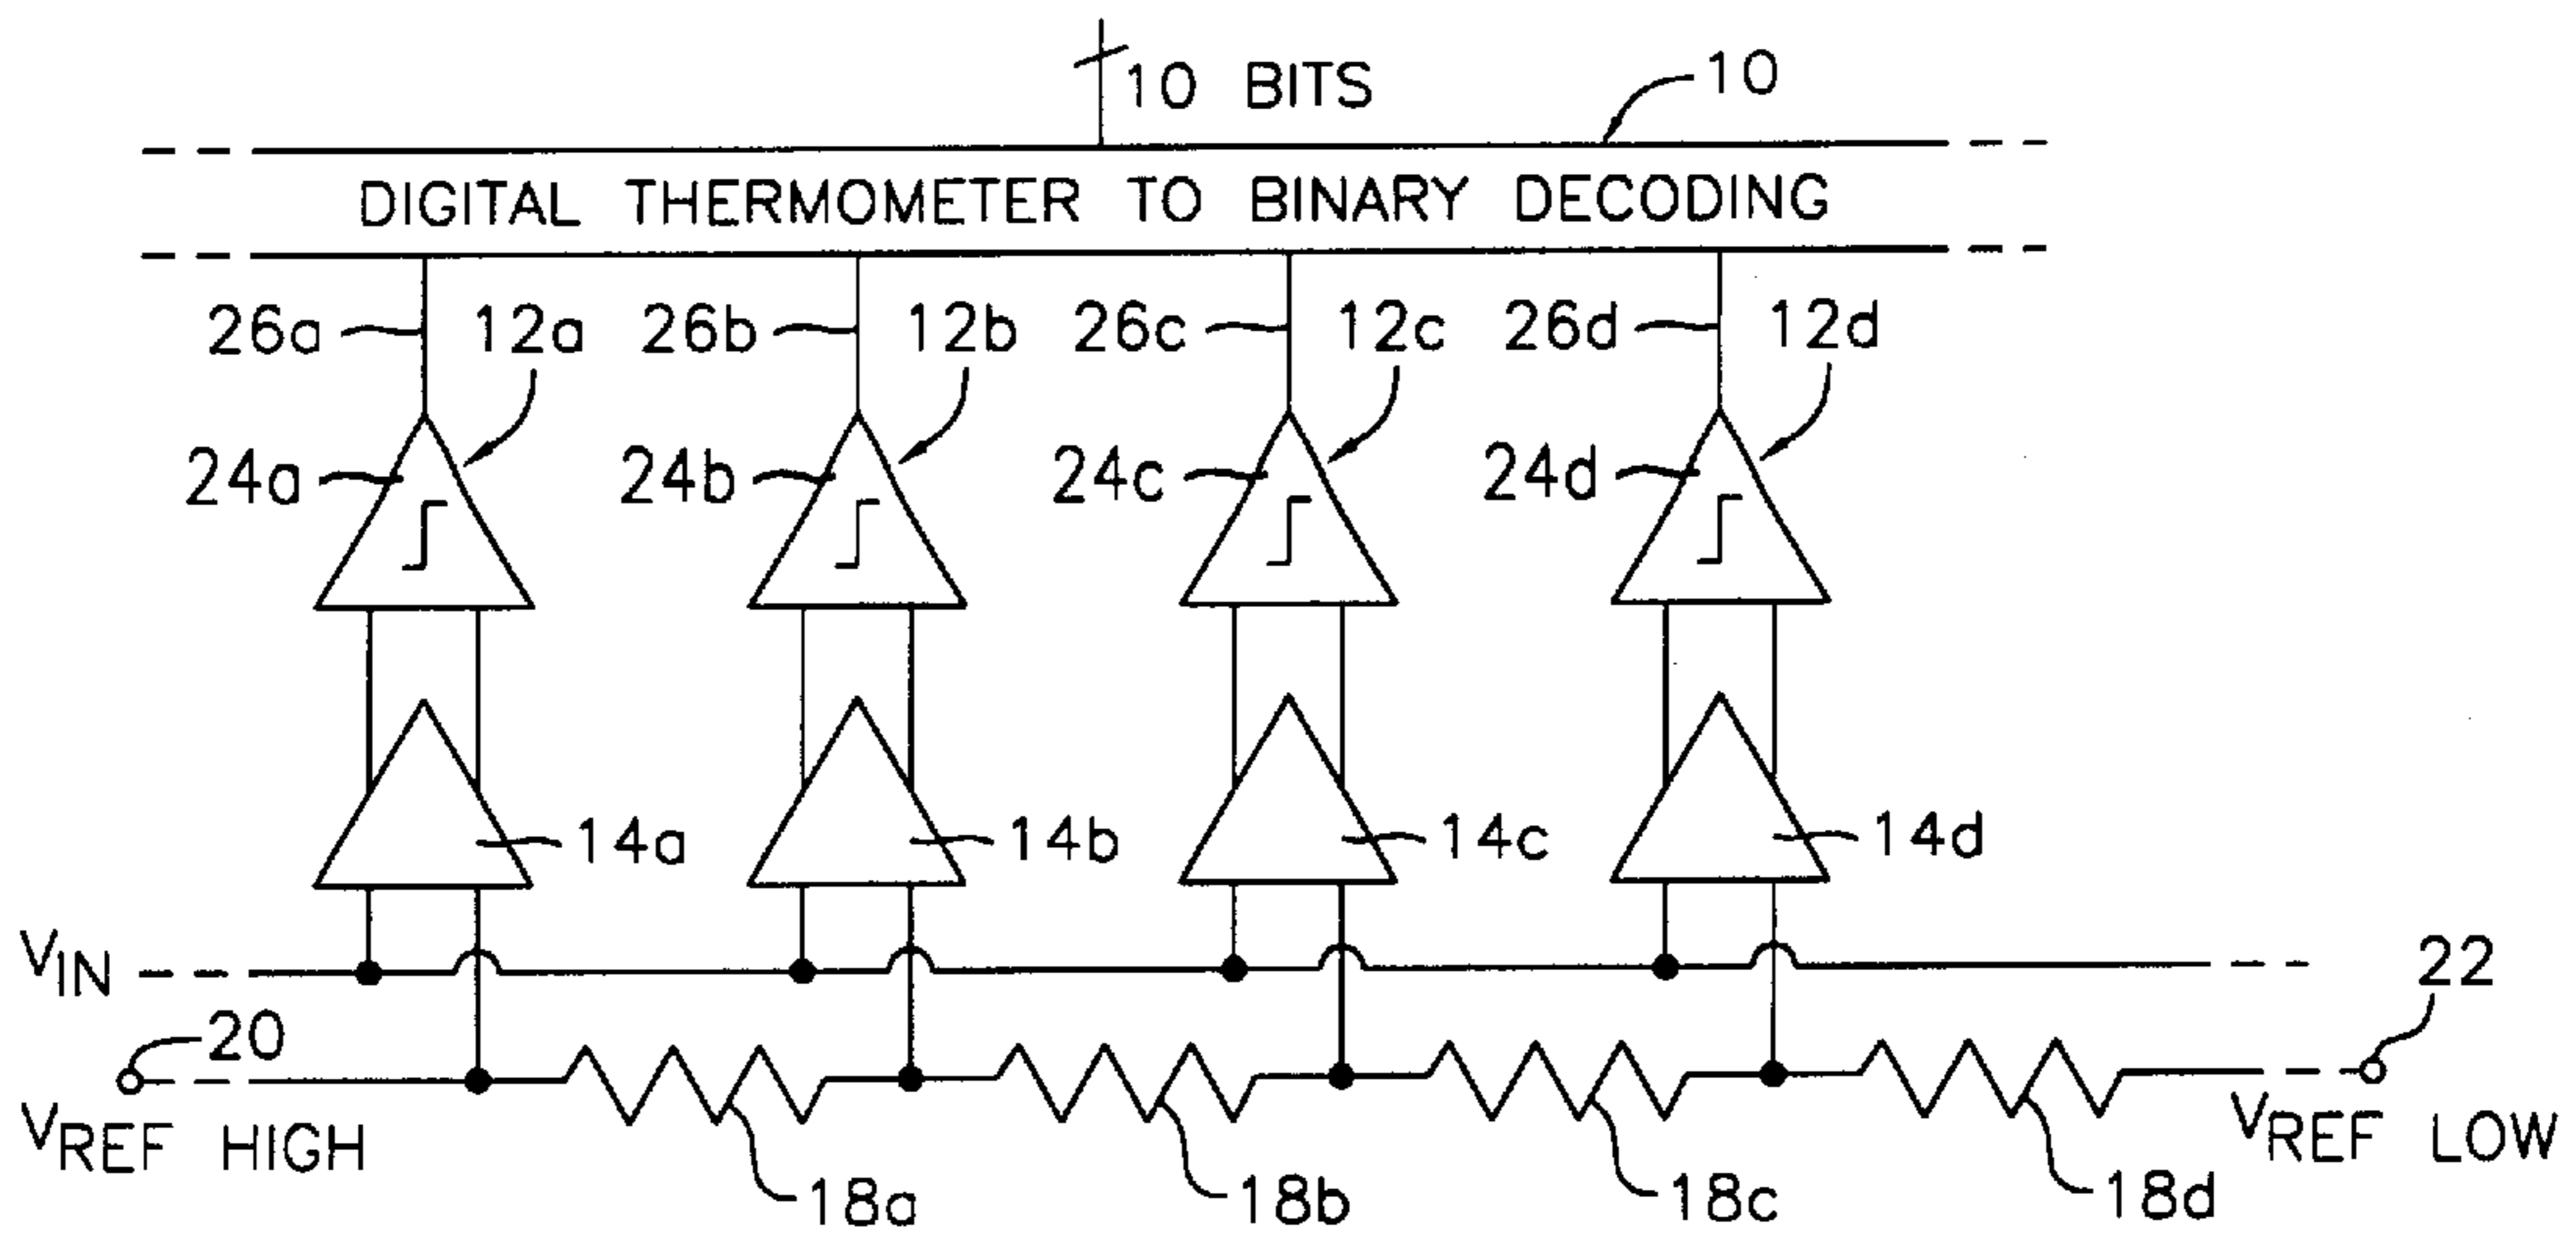 10 BITS
10
DIGITAL THERMOMETER TO BINARY DECODING
26a 12a 26b 12b 26c 12c 26d 12d
24a 24b 24c 24d
14a 14b 14c 14d
VIN
22
20
VREF HIGH
VREF LOW
18a 18b 18c 18d